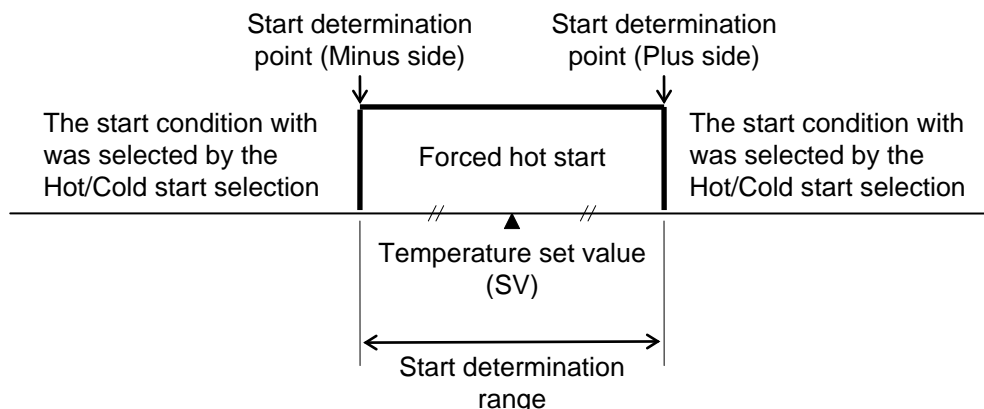 Start determination
point (Minus side)
Start determination
point (Plus side)
The start condition with
was selected by the
Hot/Cold start selection
Forced hot start
The start condition with
was selected by the
Hot/Cold start selection
Temperature set value
(SV)
Start determination
range